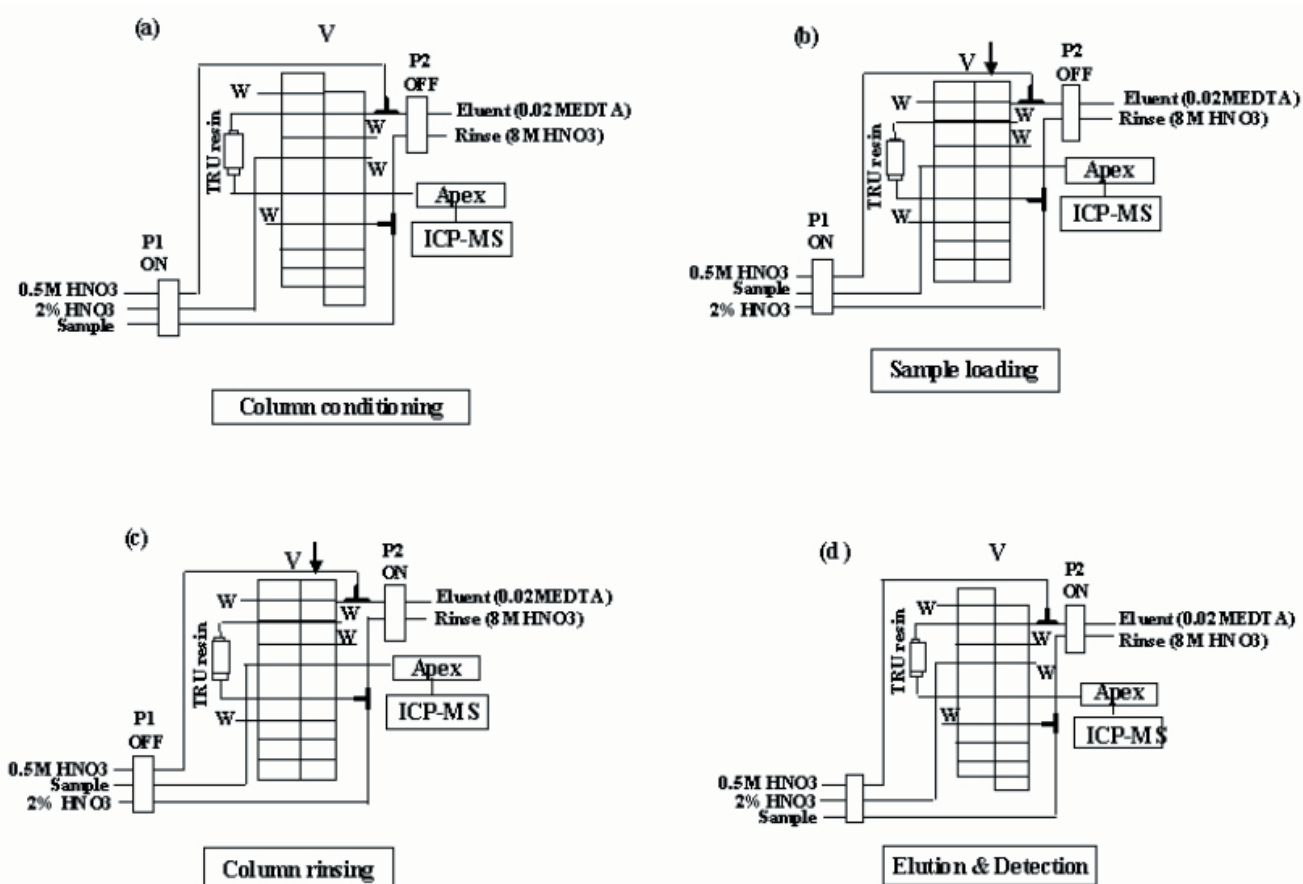 (a)
V
P2
OFF
W
Eluent (0.02MEDTA)
W
Rinse (8M HNO3)
TRU resin
W
Apex
W
ICP-MS
P1
ON
0.5M HNO3
2% HNO3
Sample
Column conditioning
(b)
V
P2
OFF
W
Eluent (0.02MEDTA)
W
Rinse (8M HNO3)
W
TRU resin
Apex
W
ICP-MS
P1
ON
0.5M HNO3
Sample
2% HNO3
Sample loading
(c)
V
P2
ON
W
Eluent (0.02MEDTA)
W
Rinse (8M HNO3)
W
TRU resin
Apex
W
ICP-MS
P1
OFF
0.5M HNO3
Sample
2% HNO3
Column rinsing
(d)
V
P2
ON
W
Eluent (0.02MEDTA)
W
Rinse (8M HNO3)
TRU resin
W
Apex
W
ICP-MS
0.5M HNO3
2% HNO3
Sample
Elution & Detection